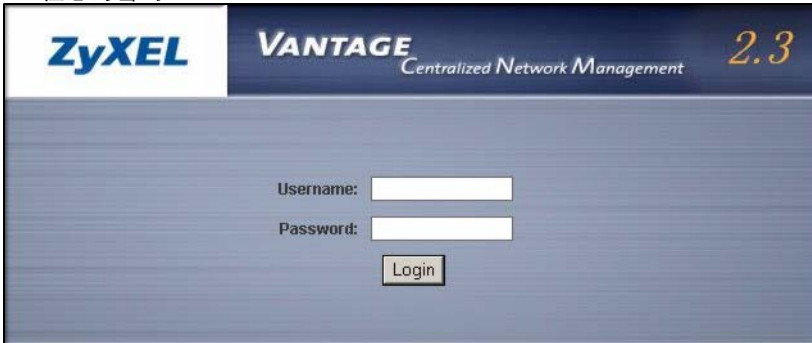 ZyXEL
VANTAGE
Centralized Network Management
2.3
Username:
Password:
Login